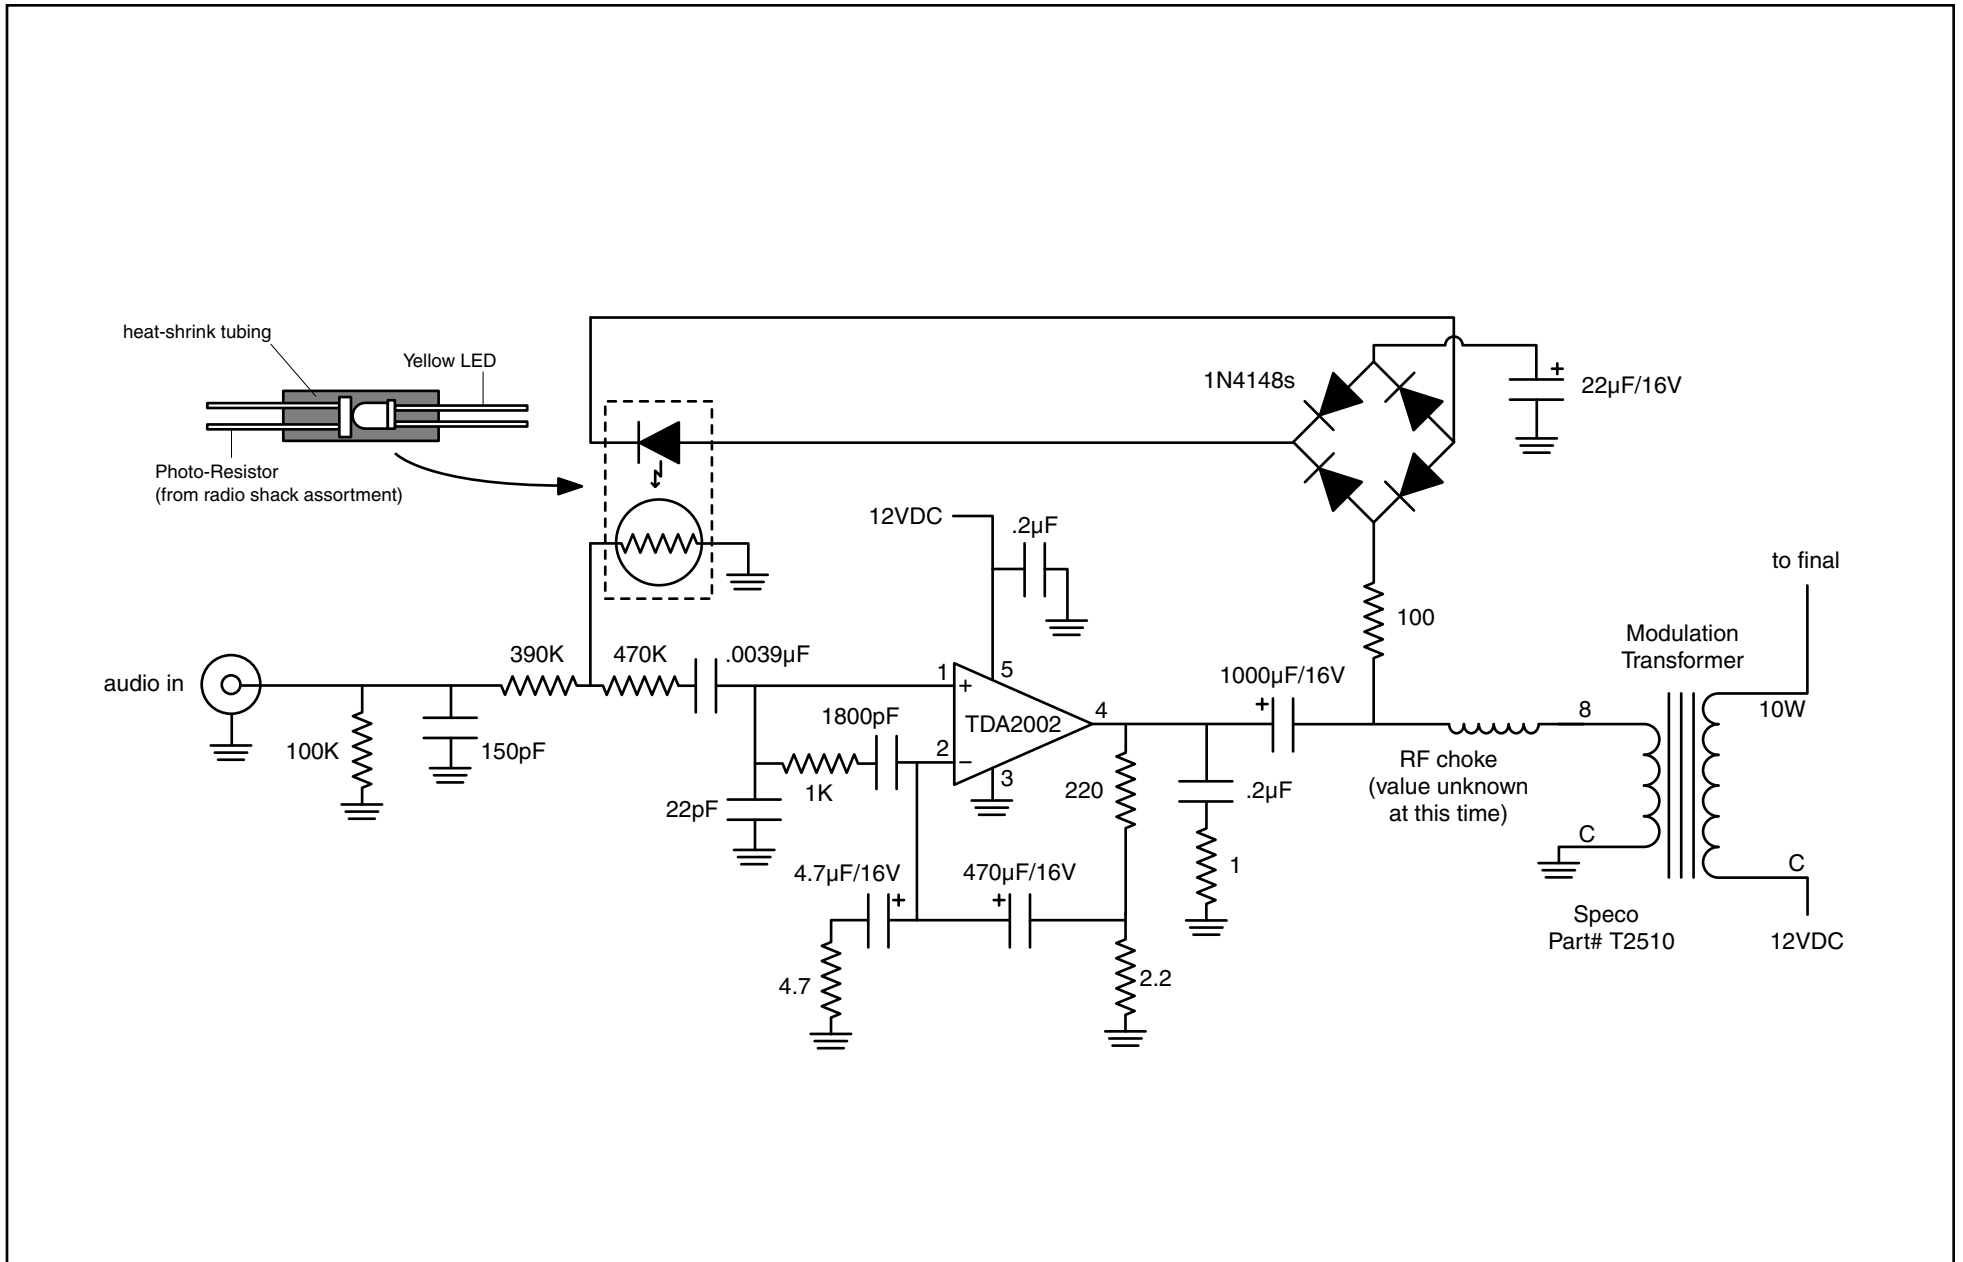 heat-shrink tubing
Yellow LED
Photo-Resistor
(from radio shack assortment)
1N4148s
+
22µF/16V
12VDC
.2µF
100
to final
Modulation
Transformer
audio in
390K
470K
.0039µF
1
5
+
1000µF/16V
+
4
8
10W
100K
150pF
1800pF
TDA2002
2
−
3
1K
22pF
220
.2µF
RF choke
(value unknown
at this time)
C
C
4.7µF/16V
+
470µF/16V
+
1
Speco
Part# T2510
12VDC
4.7
2.2